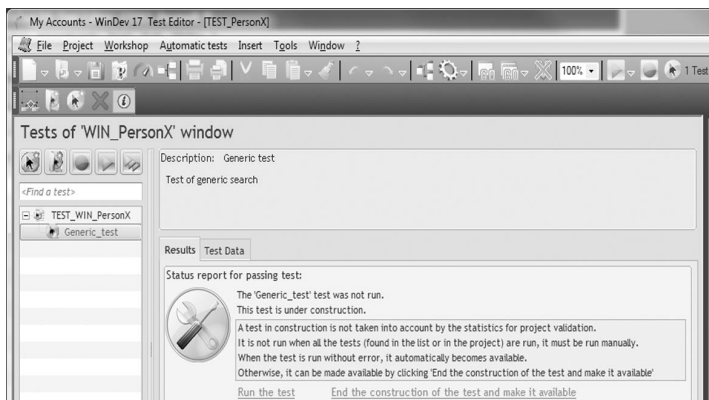 My Accounts - WinDev 17 Test Editor - [TEST_PersonX]
File Project Workshop Automatic tests Insert Tools Window ?
100% 1 Test
Tests of 'WIN_PersonX' window
<Find a test>
TEST_WIN_PersonX
Generic_test
Description: Generic test
Test of generic search
Results Test Data
Status report for passing test:
The 'Generic_test' test was not run.
This test is under construction.
A test in construction is not taken into account by the statistics for project validation.
It is not run when all the tests (found in the list or in the project) are run, it must be run manually.
When the test is run without error, it automatically becomes available.
Otherwise, it can be made available by clicking 'End the construction of the test and make it available'
Run the test End the construction of the test and make it available